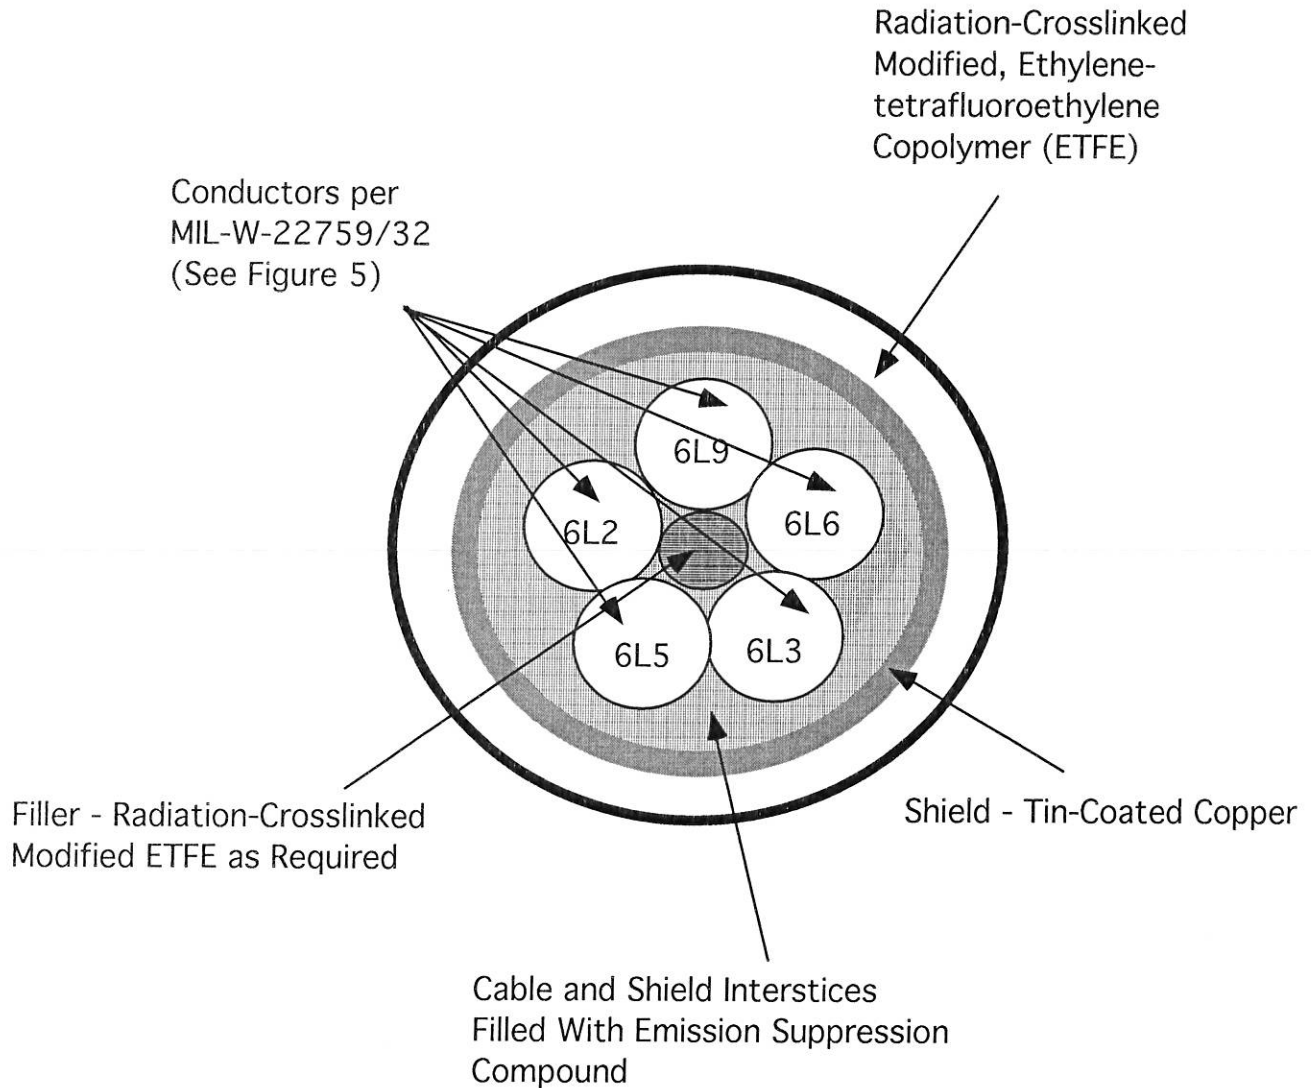 Radiation-Crosslinked
Modified, Ethylene-
tetrafluoroethylene
Copolymer (ETFE)
Conductors per
MIL-W-22759/32
(See Figure 5)
6L9
6L2
6L6
6L5
6L3
Filler - Radiation-Crosslinked
Modified ETFE as Required
Shield - Tin-Coated Copper
Cable and Shield Interstices
Filled With Emission Suppression
Compound